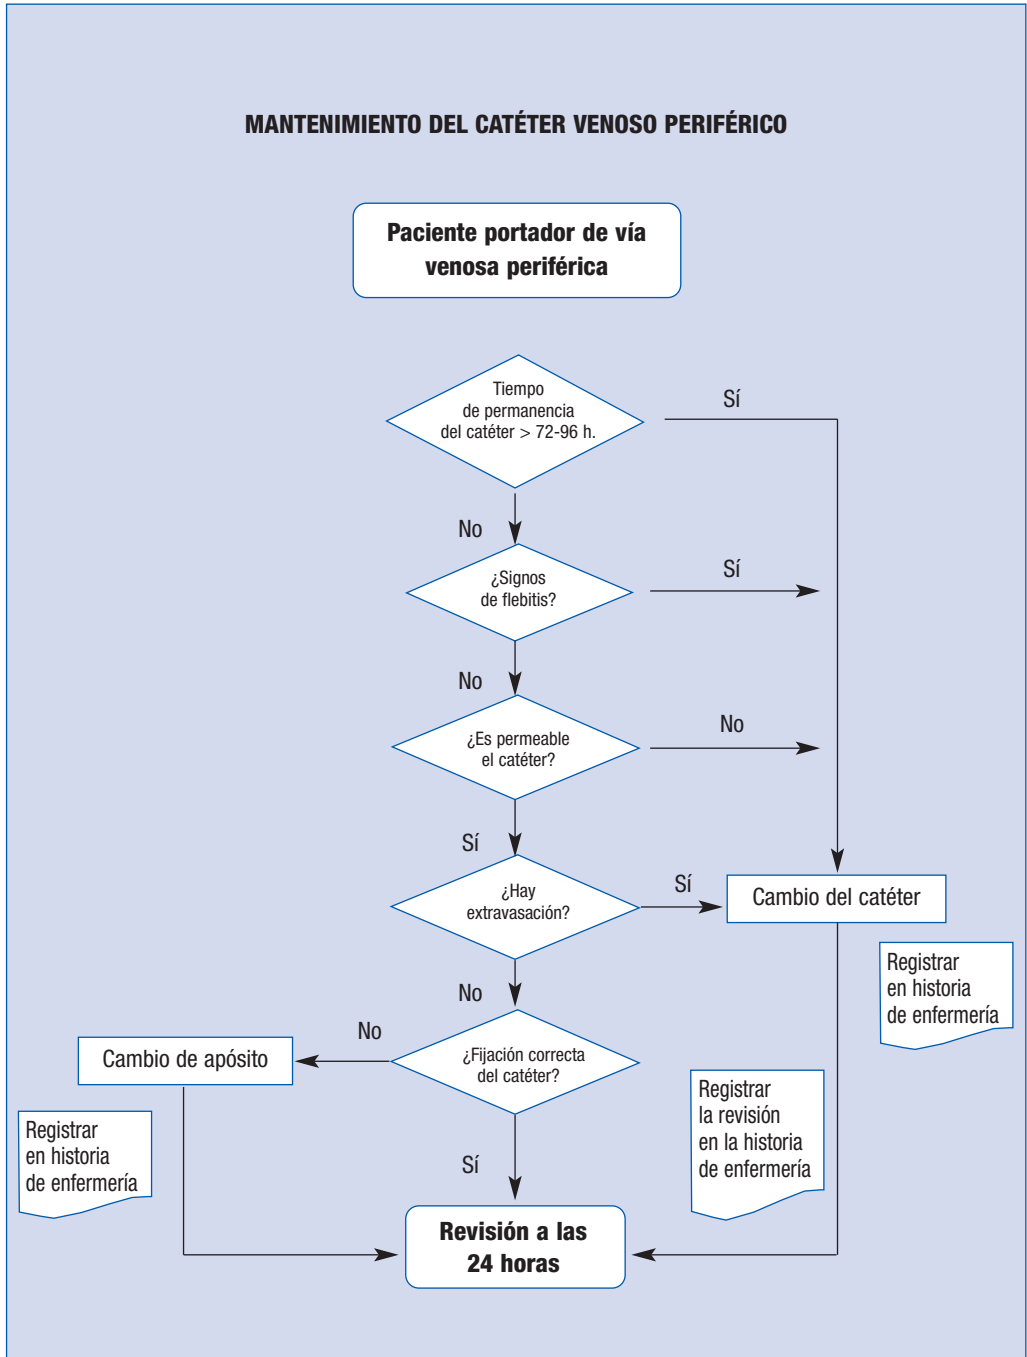 MANTENIMIENTO DEL CATÉTER VENOSO PERIFÉRICO
Paciente portador de vía
venosa periférica
Tiempo
de permanencia
del catéter > 72-96 h.
Sí
No
¿Signos
de flebitis?
Sí
No
¿Es permeable
el catéter?
No
Sí
¿Hay
extravasación?
Sí
Cambio del catéter
Registrar
en historia
de enfermería
No
¿Fijación correcta
del catéter?
No
Cambio de apósito
Registrar
en historia
de enfermería
Registrar
la revisión
en la historia
de enfermería
Sí
Revisión a las
24 horas